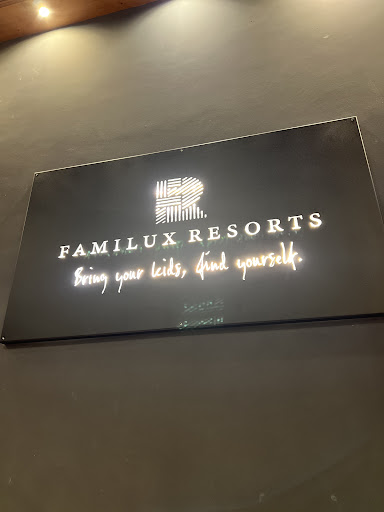 FAMILUX RESORTS
Bring your kids, find yourself.